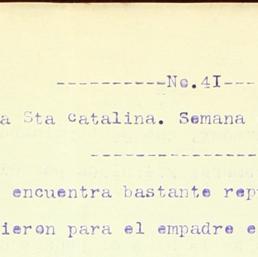 ----------No.4I---
a Sta Catalina. Semana
---------------
encuentra bastante rep
ieron para el empadre e